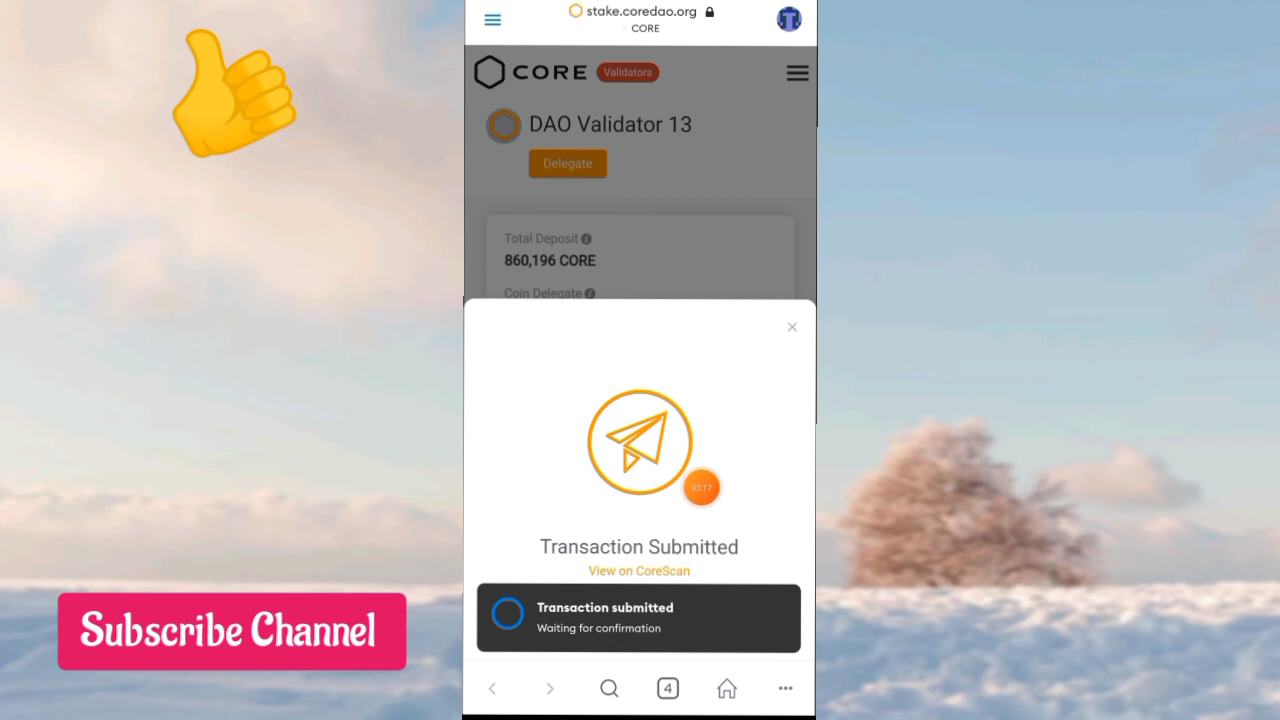 stake.coredao.org
CORE
CORE Validators
DAO Validator 13
Delegate
Total Deposit
860,196 CORE
Coin Delegate
03:17
Transaction Submitted
View on CoreScan
Transaction submitted
Waiting for confirmation
4
Subscribe Channel